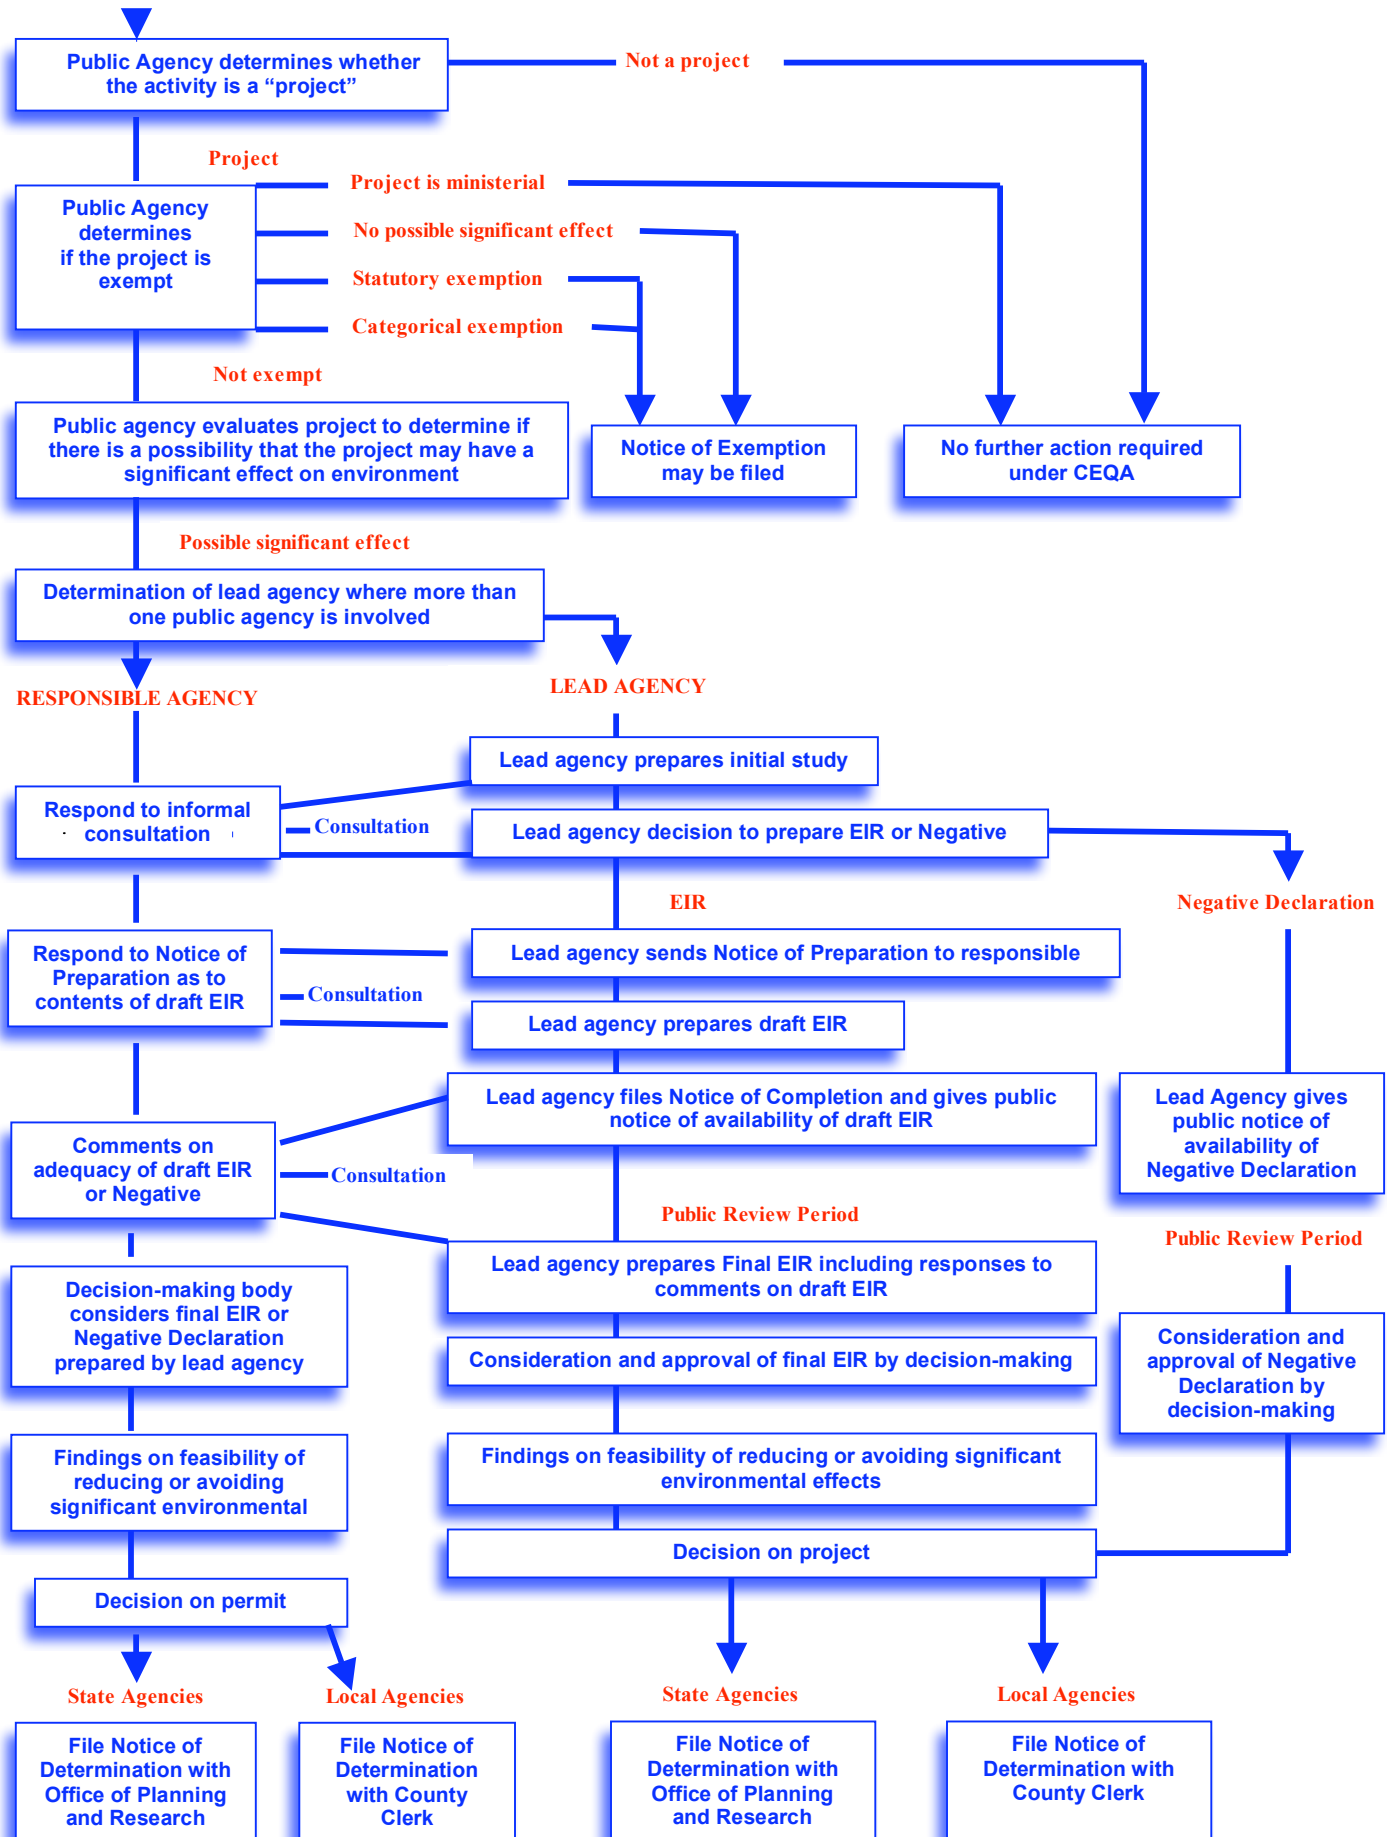 Public Agency determines whether
the activity is a “project”
Not a project
Project
Public Agency
determines
if the project is
exempt
Project is ministerial
No possible significant effect
Statutory exemption
Categorical exemption
Not exempt
Public agency evaluates project to determine if
there is a possibility that the project may have a
significant effect on environment
Notice of Exemption
may be filed
No further action required
under CEQA
Possible significant effect
Determination of lead agency where more than
one public agency is involved
RESPONSIBLE AGENCY
LEAD AGENCY
Lead agency prepares initial study
Respond to informal
consultation
Consultation
Lead agency decision to prepare EIR or Negative
EIR
Negative Declaration
Respond to Notice of
Preparation as to
contents of draft EIR
Lead agency sends Notice of Preparation to responsible
Consultation
Lead agency prepares draft EIR
Lead agency files Notice of Completion and gives public
notice of availability of draft EIR
Lead Agency gives
public notice of
availability of
Negative Declaration
Comments on
adequacy of draft EIR
or Negative
Consultation
Public Review Period
Public Review Period
Lead agency prepares Final EIR including responses to
comments on draft EIR
Decision-making body
considers final EIR or
Negative Declaration
prepared by lead agency
Consideration and approval of final EIR by decision-making
Consideration and
approval of Negative
Declaration by
decision-making
Findings on feasibility of
reducing or avoiding
significant environmental
Findings on feasibility of reducing or avoiding significant
environmental effects
Decision on project
Decision on permit
State Agencies
Local Agencies
State Agencies
Local Agencies
File Notice of
Determination with
Office of Planning
and Research
File Notice of
Determination
with County
Clerk
File Notice of
Determination with
Office of Planning
and Research
File Notice of
Determination with
County Clerk